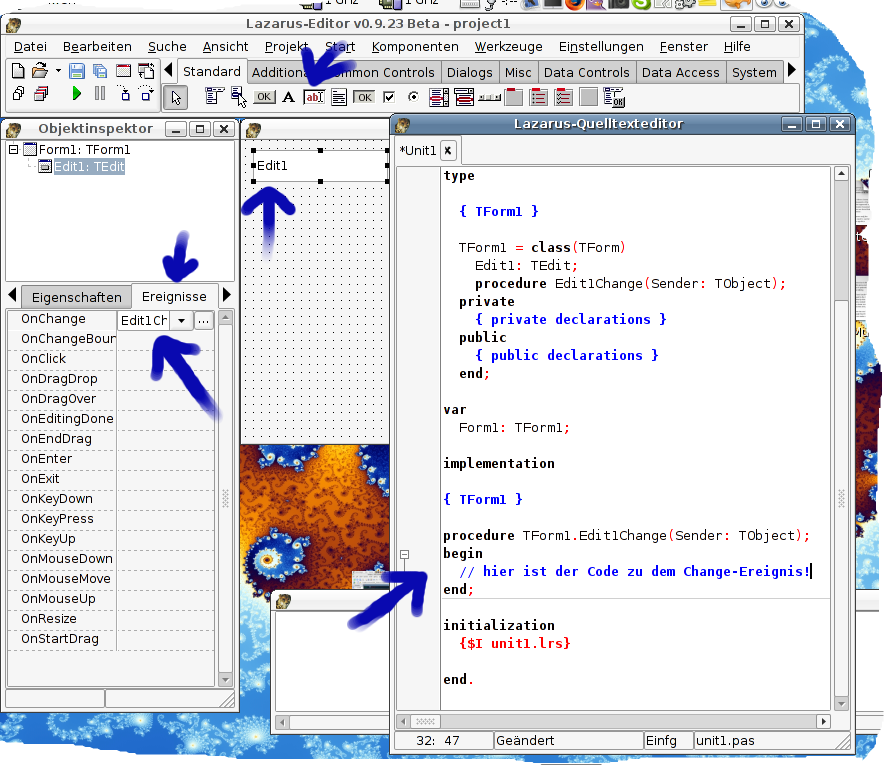 1 GHz
1 GHz
Lazarus-Editor v0.9.23 Beta - project1
Datei Bearbeiten Suche Ansicht Projekt Start Komponenten Werkzeuge Einstellungen Fenster Hilfe
Standard Additional Common Controls Dialogs Misc Data Controls Data Access System
OK A abI OK OK
Objektinspektor
Form1: TForm1
Edit1: TEdit
Eigenschaften Ereignisse
OnChange Edit1Ch ...
OnChangeBoun
OnClick
OnDragDrop
OnDragOver
OnEditingDone
OnEndDrag
OnEnter
OnExit
OnKeyDown
OnKeyPress
OnKeyUp
OnMouseDown
OnMouseMove
OnMouseUp
OnResize
OnStartDrag
Edit1
Lazarus-Quelltexteditor
*Unit1
type
{ TForm1 }
TForm1 = class(TForm)
Edit1: TEdit;
procedure Edit1Change(Sender: TObject);
private
{ private declarations }
public
{ public declarations }
end;
var
Form1: TForm1;
implementation
{ TForm1 }
procedure TForm1.Edit1Change(Sender: TObject);
begin
// hier ist der Code zu dem Change-Ereignis!
end;
initialization
{$I unit1.lrs}
end.
32: 47 Geändert Einfg unit1.pas